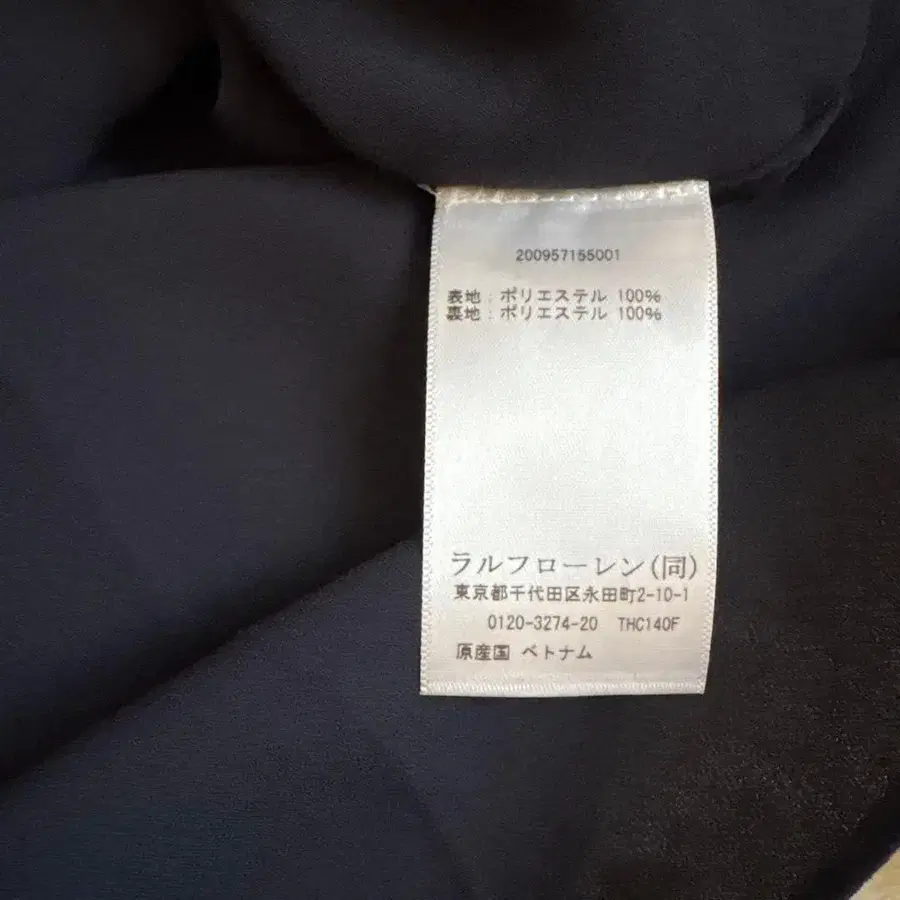 200957155001
表地：ポリエステル 100%
裏地：ポリエステル 100%
ラルフローレン(同)
東京都千代田区永田町2-10-1
0120-3274-20 THC140F
原産国 ベトナム